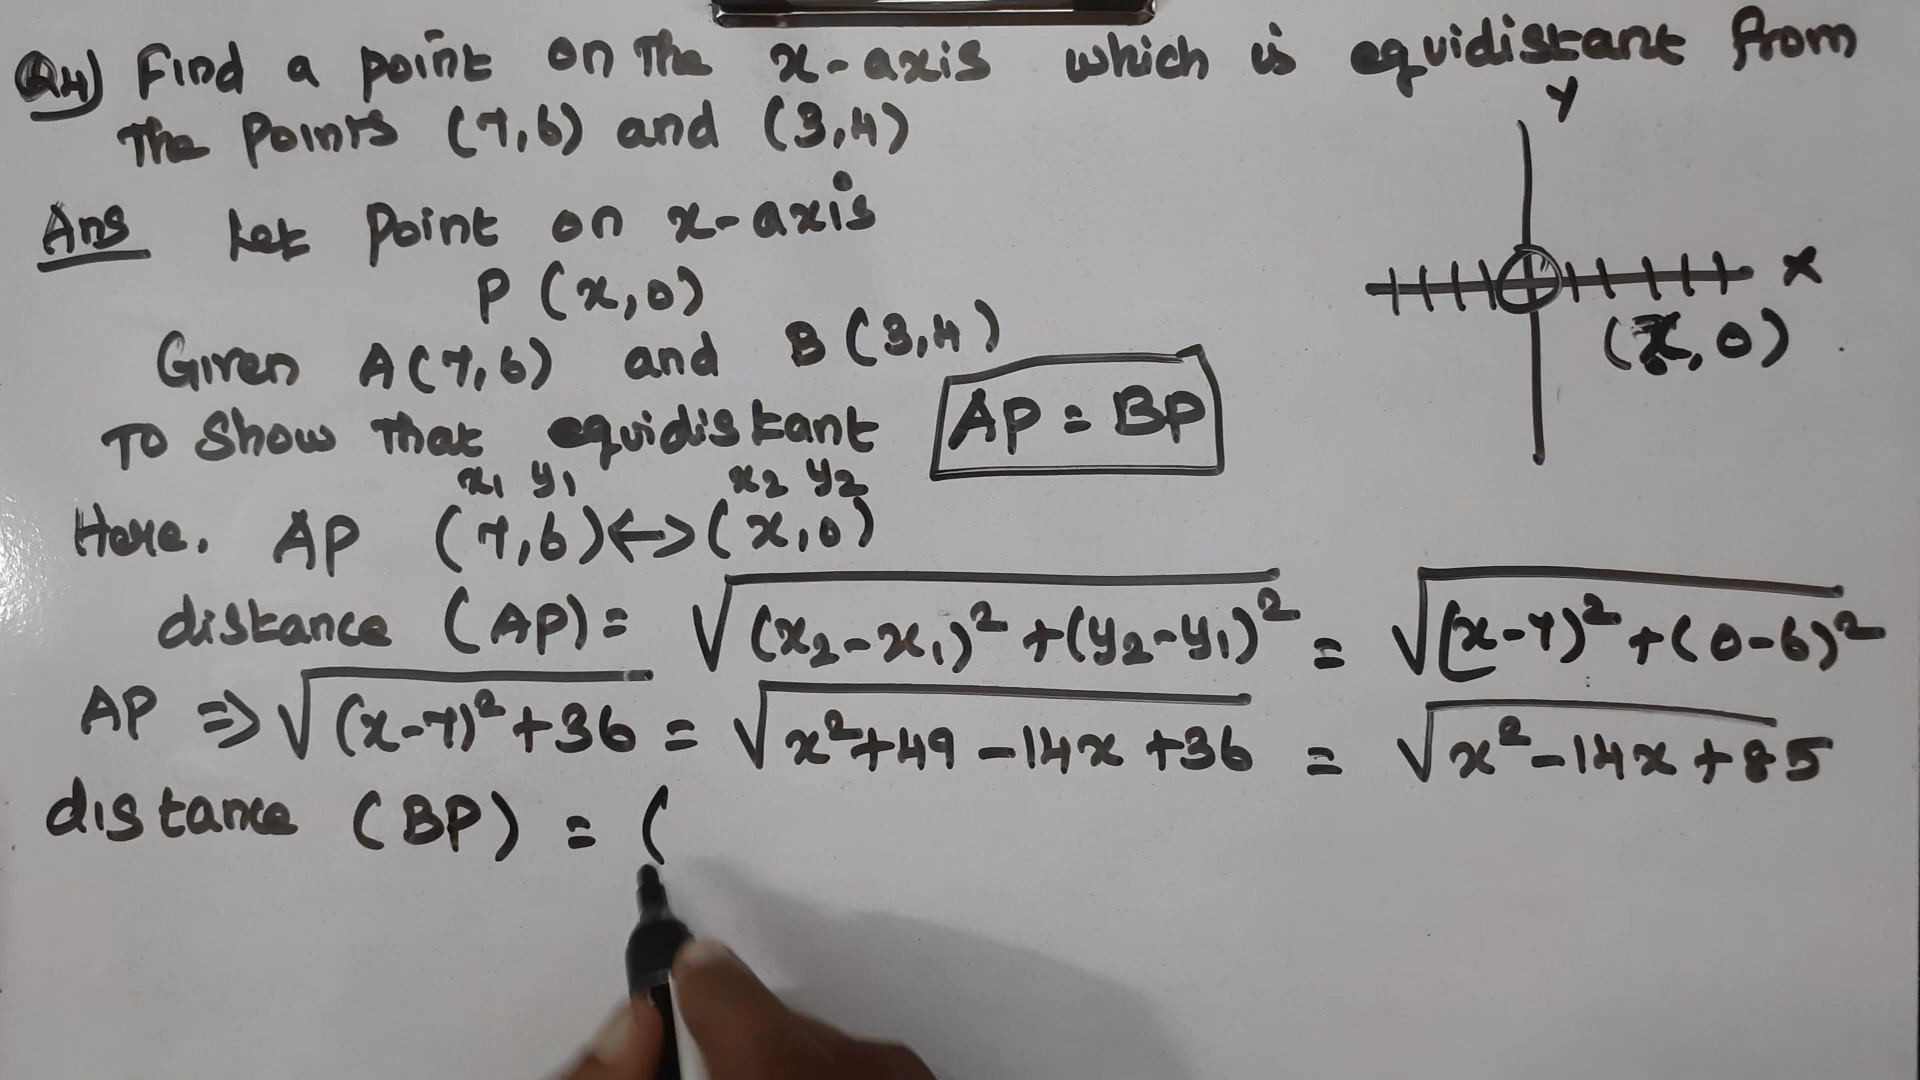 Q4) Find a point on the x-axis which is equidistant from
the points (7,6) and (3,4)
Y
Ans Let point on x-axis
P (x,0)
X
(x,0)
Given A(7,6) and B(3,4)
To show that equidistant AP = BP
x₁ y₁ x₂ y₂
Here, AP (7,6)↔(x,0)
distance (AP) = √(x₂-x₁)²+(y₂-y₁)² = √(x-7)²+(0-6)²
AP ⇒ √(x-7)²+36 = √x²+49-14x+36 = √x²-14x+85
distance (BP) = (